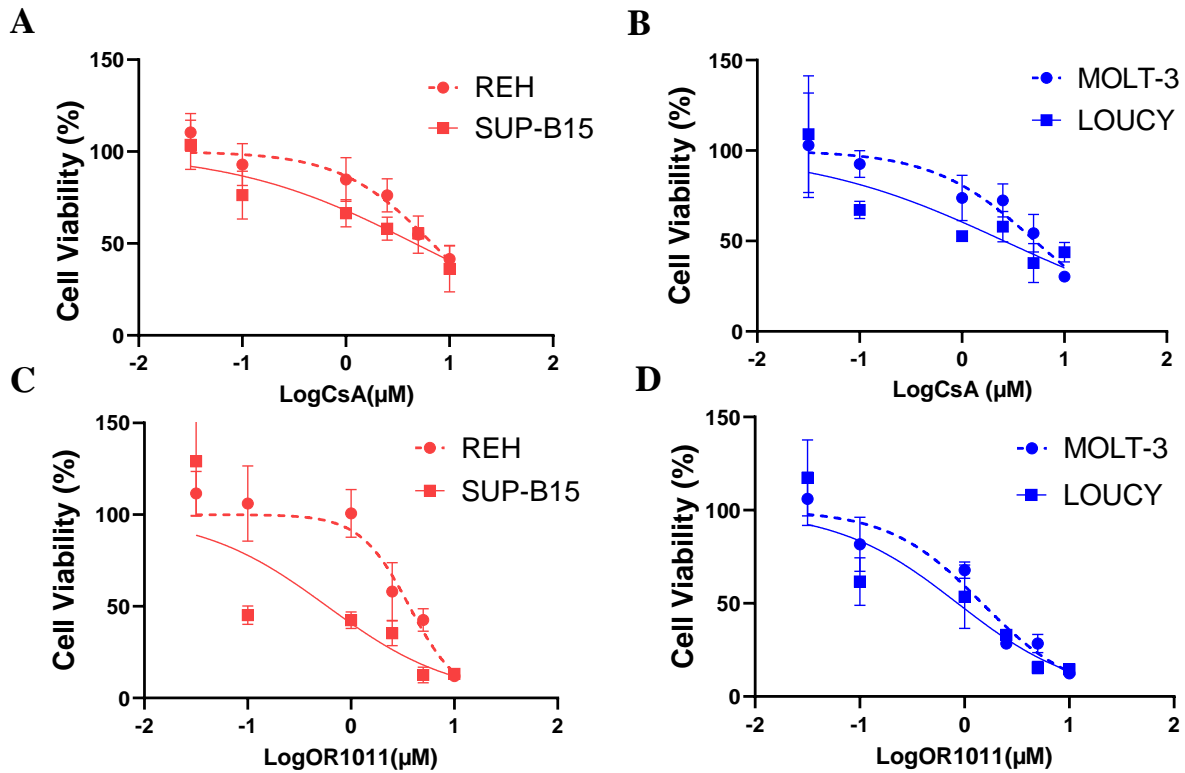 A
Cell Viability (%)
150
100
50
0
-2
-1
0
1
2
LogCsA(µM)
REH
SUP-B15
B
Cell Viability (%)
150
100
50
0
-2
-1
0
1
2
LogCsA (µM)
MOLT-3
LOUCY
C
Cell Viability (%)
150
100
50
0
-2
-1
0
1
2
LogOR1011(µM)
REH
SUP-B15
D
Cell Viability (%)
150
100
50
0
-2
-1
0
1
2
LogOR1011(µM)
MOLT-3
LOUCY